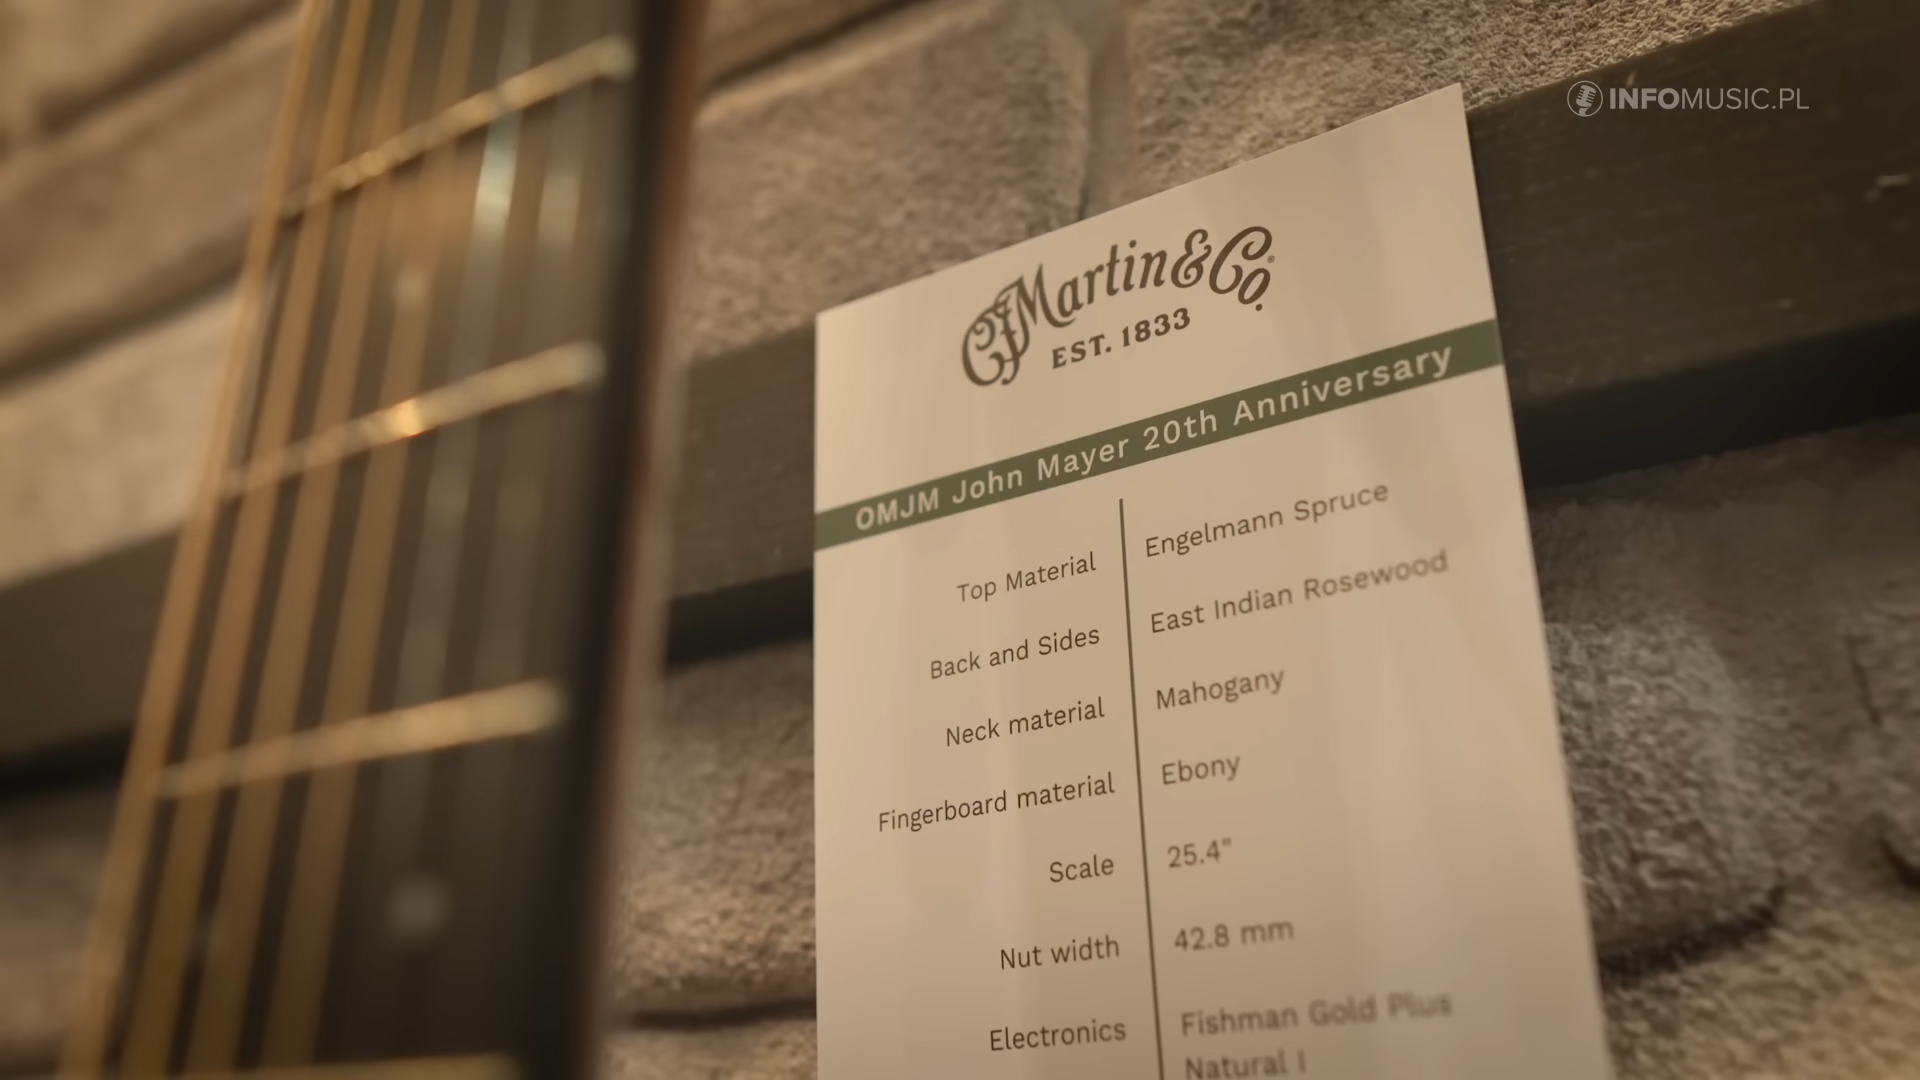 INFOMUSIC.PL
CF Martin & Co.
EST. 1833
OMJM John Mayer 20th Anniversary
Top Material Engelmann Spruce
Back and Sides East Indian Rosewood
Neck material Mahogany
Fingerboard material Ebony
Scale 25.4"
Nut width 42.8 mm
Electronics Fishman Gold Plus
Natural I